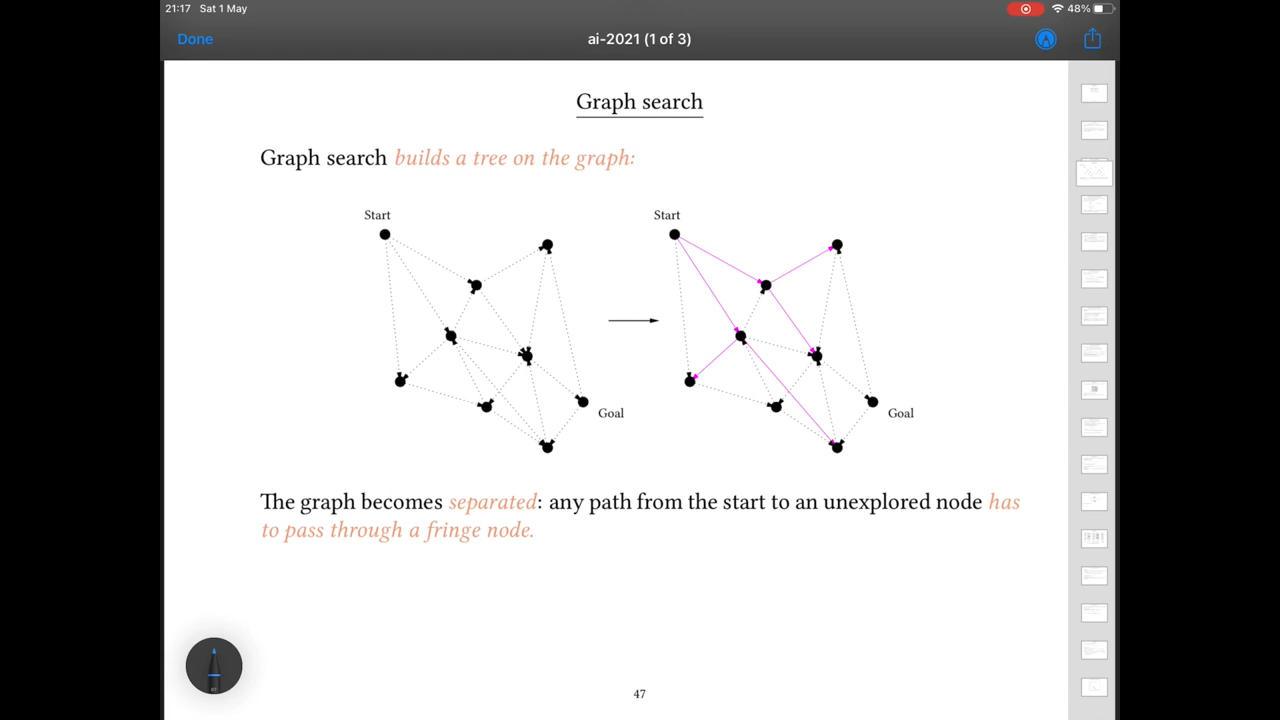 21:17 Sat 1 May
48%
Done
ai-2021 (1 of 3)
Graph search
Graph search builds a tree on the graph:
Start
Start
Goal
Goal
The graph becomes separated: any path from the start to an unexplored node has
to pass through a fringe node.
47